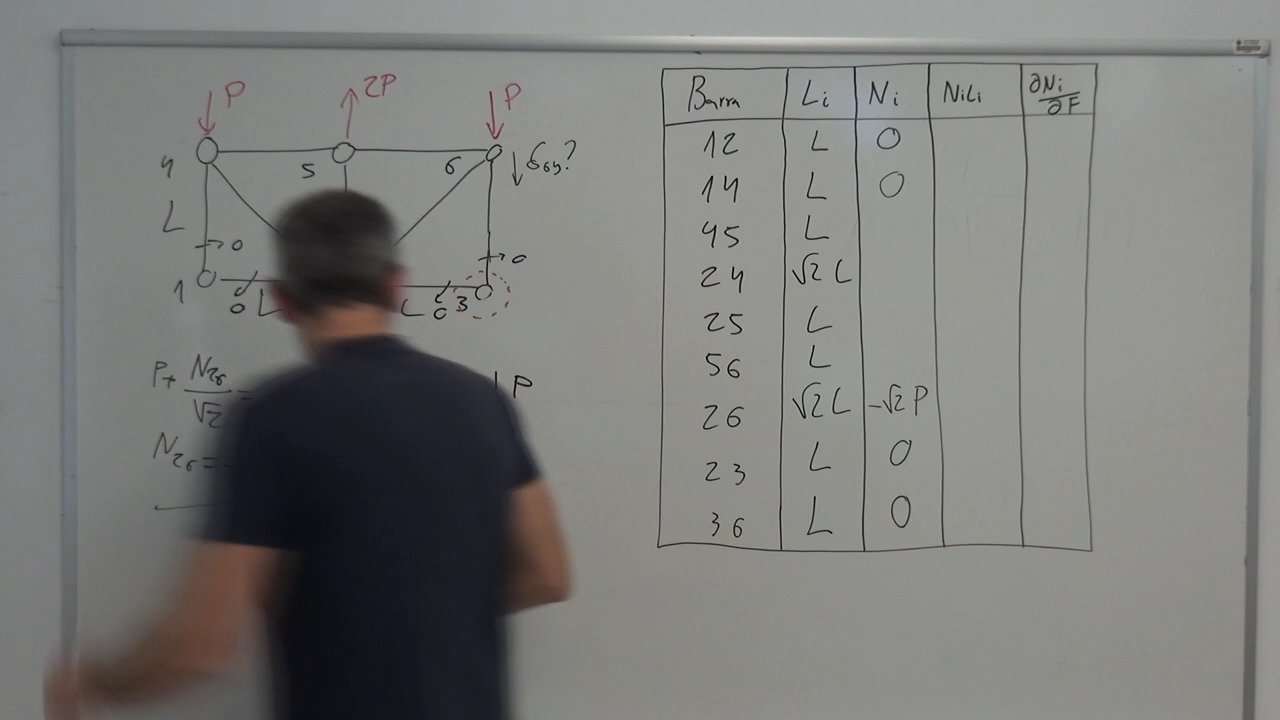 P 2P P
4 5 6 δ6y?
L
→0 →0
1 0 L L 0 3
P+ N26/√2 = P
N26=
Barra Li Ni NiLi ∂Ni/∂F
12 L 0
14 L 0
45 L
24 √2 L
25 L
56 L
26 √2 L -√2 P
23 L 0
36 L 0